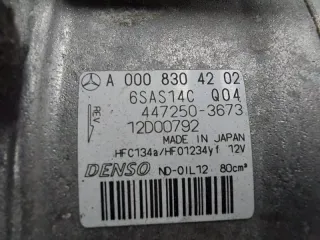 A 000 830 42 02
6SAS14C Q04
REV.
447250-3673
12D00792
MADE IN JAPAN
HFC134a/HFO1234yf 12V
DENSO ND-OIL12 80cm³